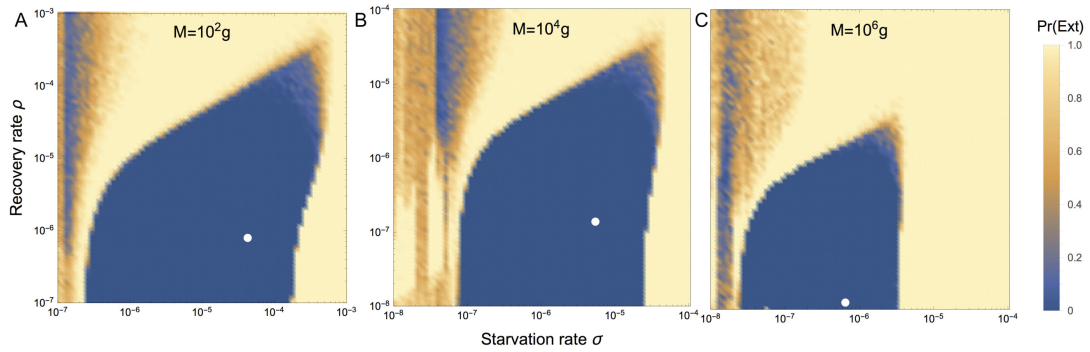 A
B
C
M=10²g
M=10⁴g
M=10⁶g
Pr(Ext)
10⁻³
10⁻⁴
10⁻⁵
10⁻⁶
10⁻⁷
10⁻⁴
10⁻⁵
10⁻⁶
10⁻⁷
10⁻⁸
1.0
0.8
0.6
0.4
0.2
0
Recovery rate ρ
10⁻⁷ 10⁻⁶ 10⁻⁵ 10⁻⁴ 10⁻³
10⁻⁸ 10⁻⁷ 10⁻⁶ 10⁻⁵ 10⁻⁴
10⁻⁸ 10⁻⁷ 10⁻⁶ 10⁻⁵ 10⁻⁴
Starvation rate σ